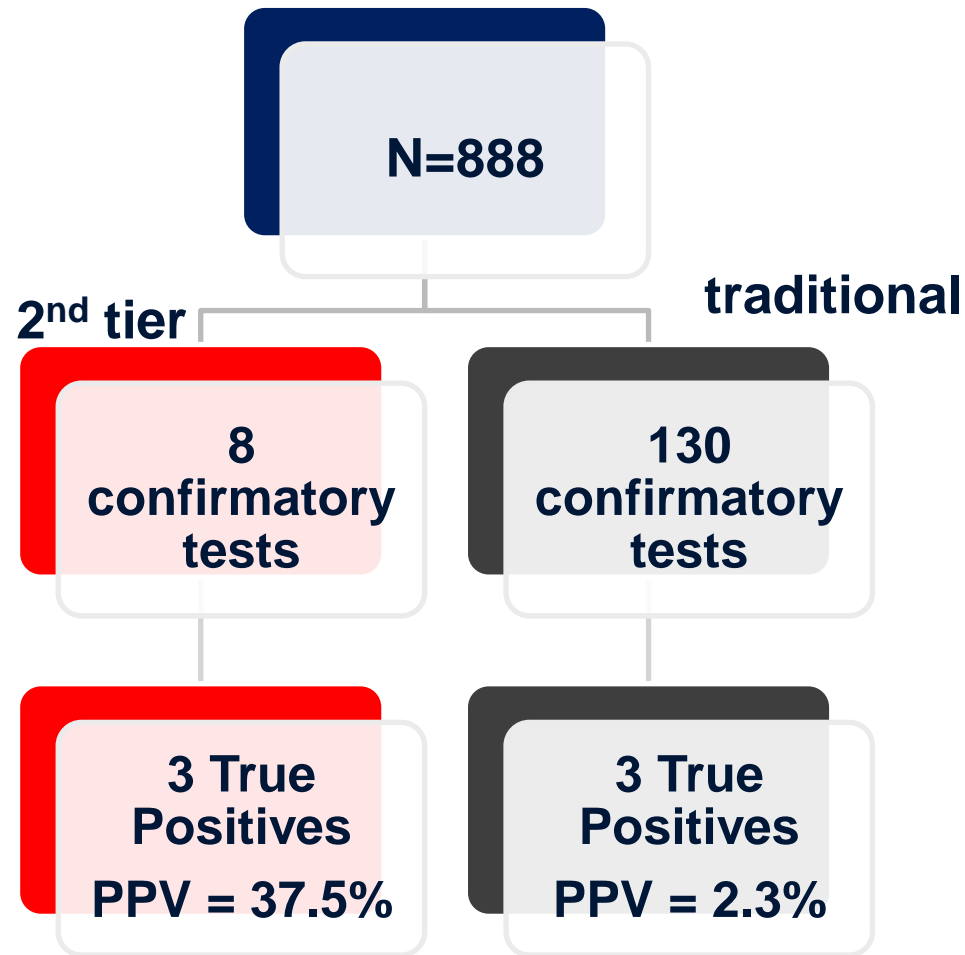 N=888
2nd tier
traditional
8
confirmatory
tests
130
confirmatory
tests
3 True
Positives
PPV = 37.5%
3 True
Positives
PPV = 2.3%